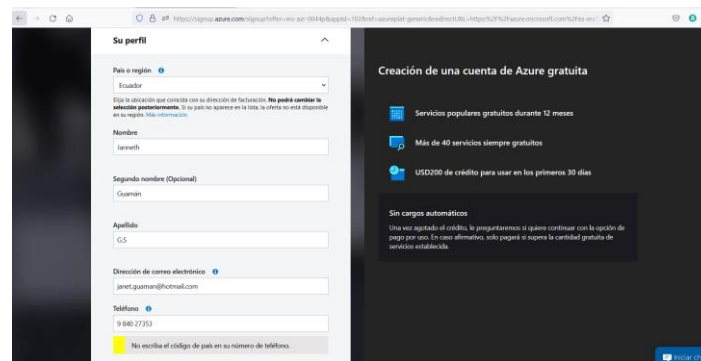 https://signup.azure.com/signup?offer=ms-azr-0044p&appId=102&ref=azureplat-generic&redirectURL=https:%2F%2Fazure.microsoft.com%2Fes-mx
Su perfil
País o región
Ecuador
Elija la ubicación que coincida con su dirección de facturación. No podrá cambiar la
selección posteriormente. Si su país no aparece en la lista, la oferta no está disponible
en su región. Más información
Nombre
Janneth
Segundo nombre (Opcional)
Guamán
Apellido
G.S
Dirección de correo electrónico
janet.guaman@hotmail.com
Teléfono
9 840 27353
No escriba el código de país en su número de teléfono.
Creación de una cuenta de Azure gratuita
Servicios populares gratuitos durante 12 meses
Más de 40 servicios siempre gratuitos
USD200 de crédito para usar en los primeros 30 días
Sin cargos automáticos
Una vez agotado el crédito, le preguntaremos si quiere continuar con la opción de
pago por uso. En caso afirmativo, solo pagará si supera la cantidad gratuita de
servicios establecida.
Iniciar ch